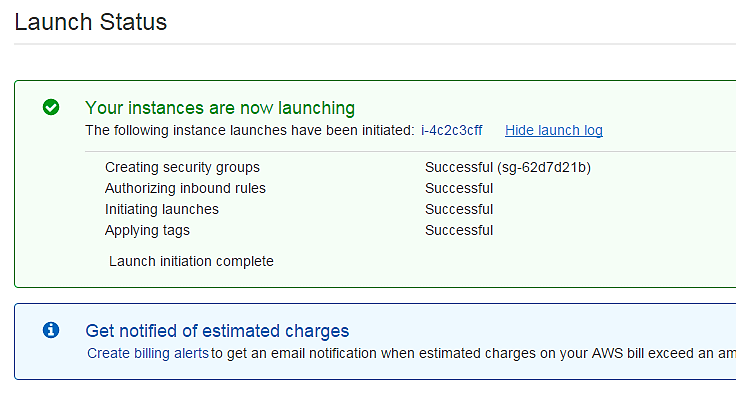 Launch Status
Your instances are now launching
The following instance launches have been initiated: i-4c2c3cff Hide launch log
Creating security groups Successful (sg-62d7d21b)
Authorizing inbound rules Successful
Initiating launches Successful
Applying tags Successful
Launch initiation complete
Get notified of estimated charges
Create billing alerts to get an email notification when estimated charges on your AWS bill exceed an